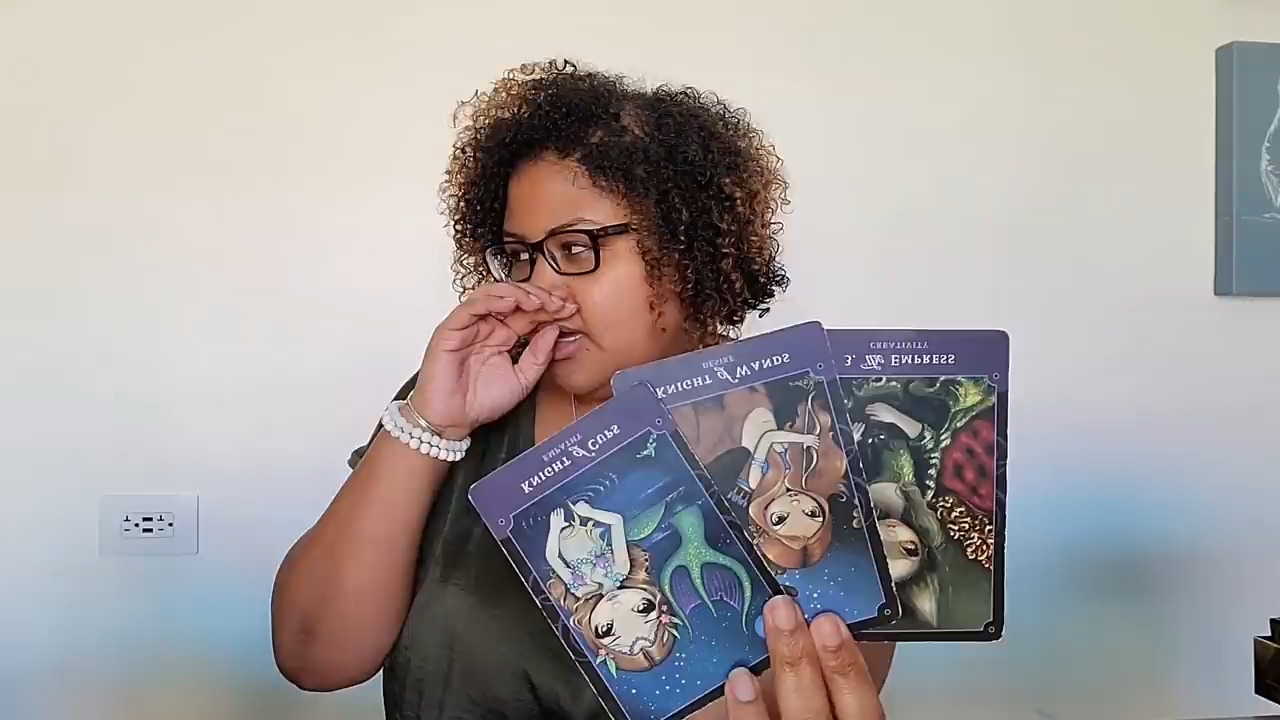 EMPATHY
KNIGHT of CUPS
DESIRE
KNIGHT of WANDS
CREATIVITY
3. the EMPRESS